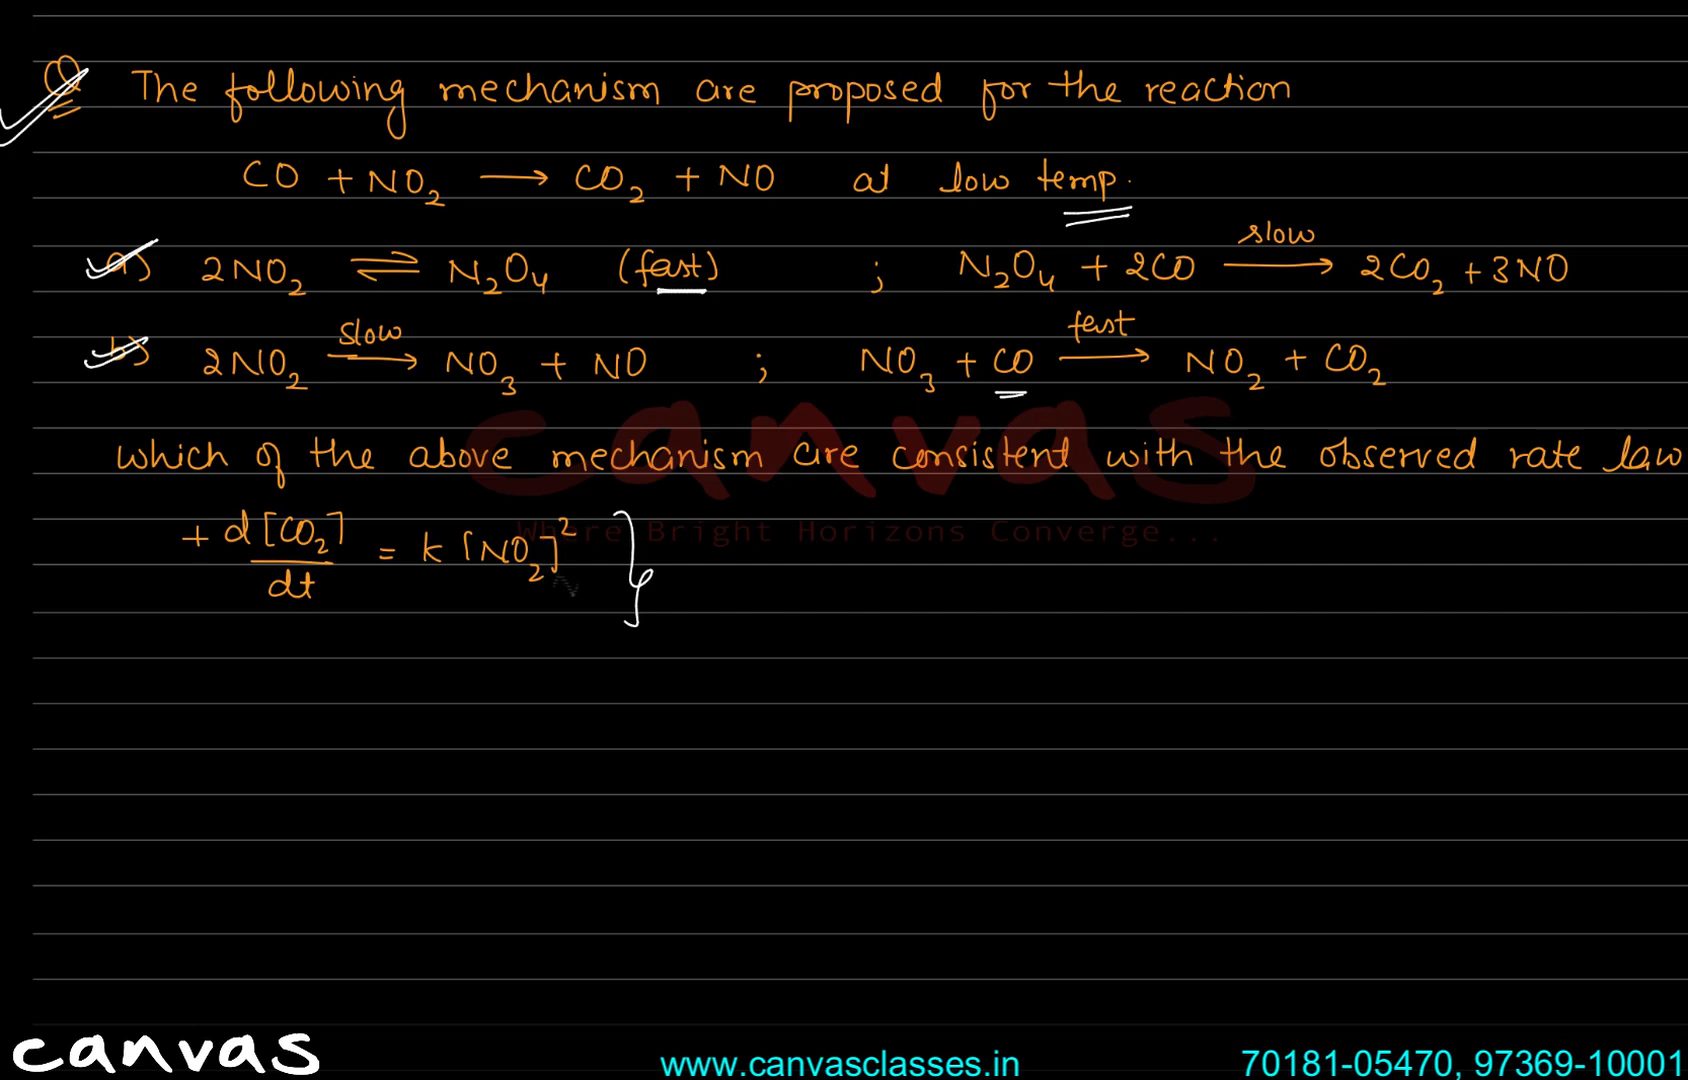 Q The following mechanism are proposed for the reaction
CO + NO₂ ⟶ CO₂ + NO at low temp.
a) 2NO₂ ⇌ N₂O₄ (fast) ; N₂O₄ + 2CO ⟶ (slow) 2CO₂ + 3NO
b) 2NO₂ ⟶ (slow) NO₃ + NO ; NO₃ + CO ⟶ (fast) NO₂ + CO₂
which of the above mechanism are consistent with the observed rate law
+ d[CO₂]/dt = k [NO₂]²
canvas
Where Bright Horizons Converge...
canvas
www.canvasclasses.in
70181-05470, 97369-10001